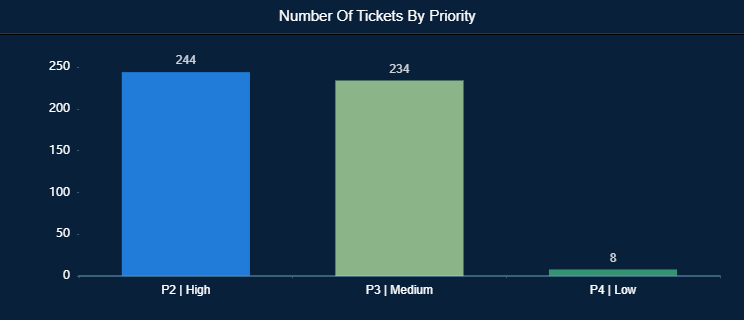 Number Of Tickets By Priority
250
200
150
100
50
0
244
234
8
P2 | High
P3 | Medium
P4 | Low